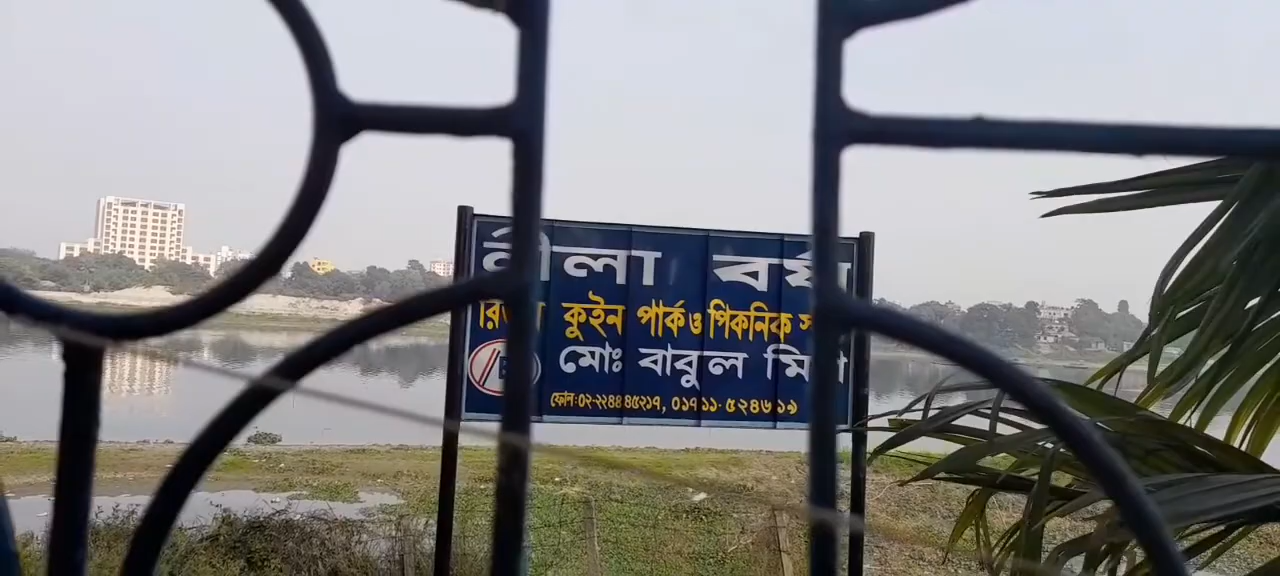 নীলা বর্ষা
কুইন পার্ক ও পিকনিক
মোঃ বাবুল মিয়া
ফোন:০২-২২৪৪৪৫২১৭, ০১৭১১-৫২৪৬১৯